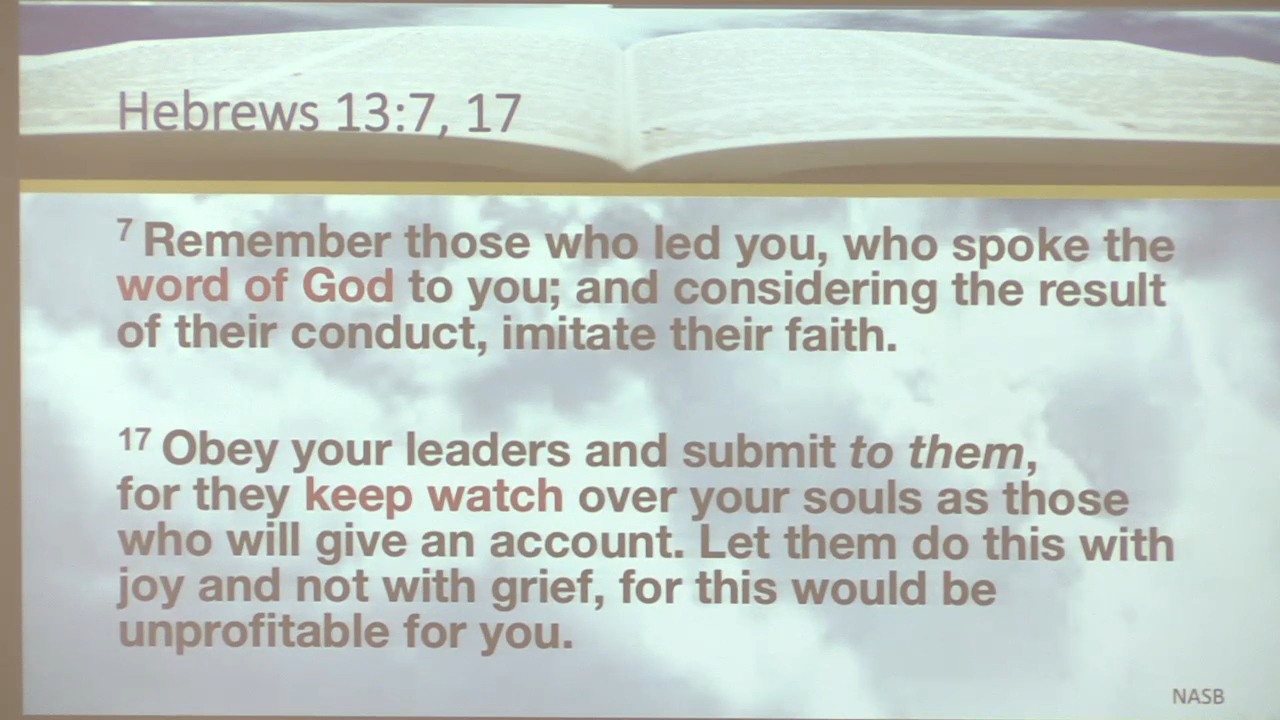 Hebrews 13:7, 17
7 Remember those who led you, who spoke the
word of God to you; and considering the result
of their conduct, imitate their faith.
17 Obey your leaders and submit to them,
for they keep watch over your souls as those
who will give an account. Let them do this with
joy and not with grief, for this would be
unprofitable for you.
NASB